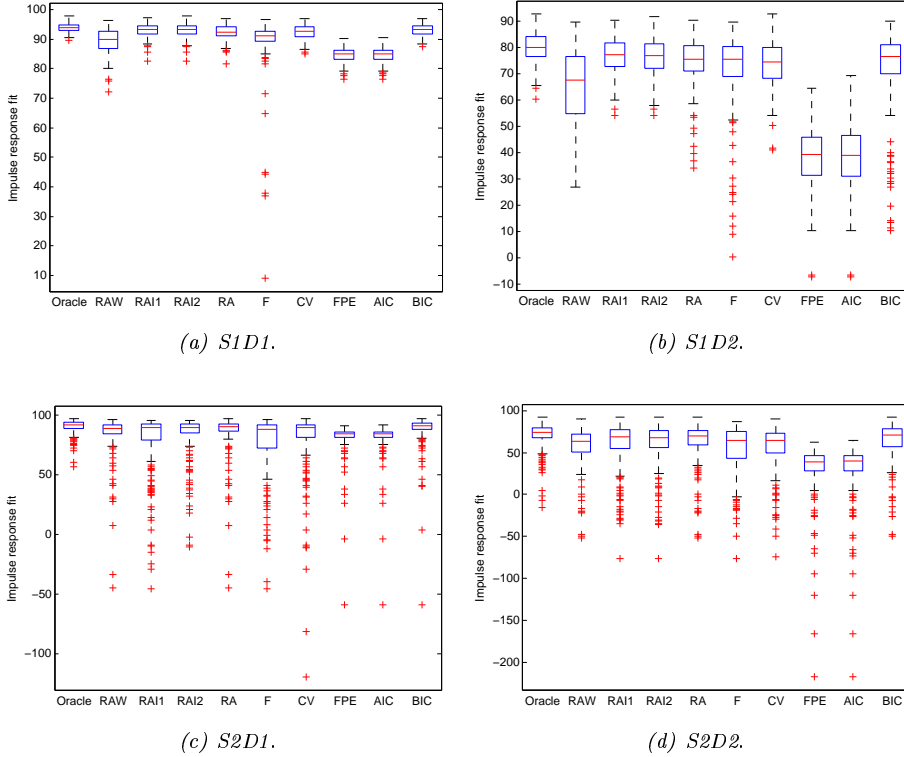 100
90
80
70
60
50
40
30
20
10
Impulse response fit
Oracle RAW RAI1 RAI2 RA F CV FPE AIC BIC
(a) S1D1.
90
80
70
60
50
40
30
20
10
0
−10
Impulse response fit
Oracle RAW RAI1 RAI2 RA F CV FPE AIC BIC
(b) S1D2.
100
50
0
−50
−100
Impulse response fit
Oracle RAW RAI1 RAI2 RA F CV FPE AIC BIC
(c) S2D1.
100
50
0
−50
−100
−150
−200
Impulse response fit
Oracle RAW RAI1 RAI2 RA F CV FPE AIC BIC
(d) S2D2.